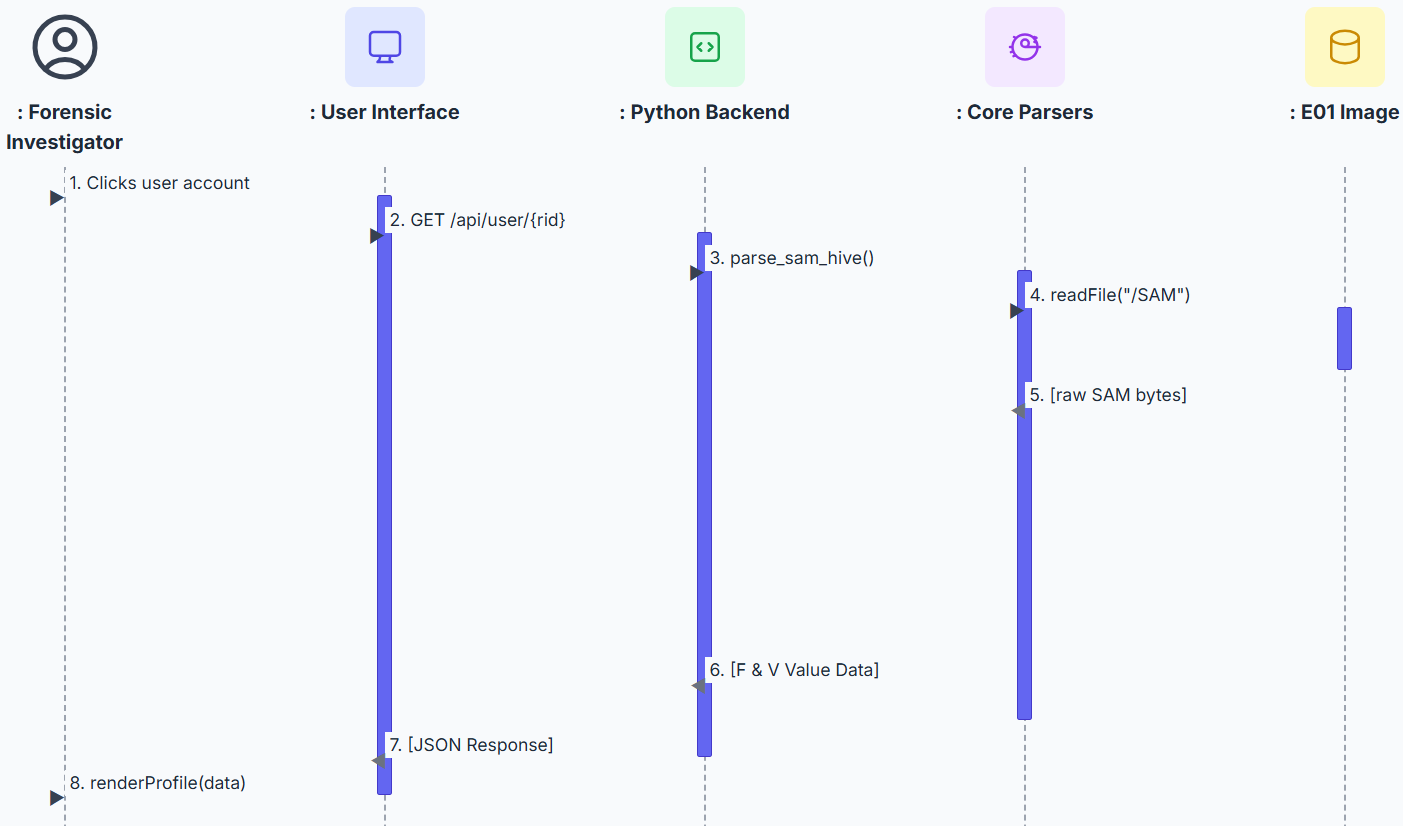 : Forensic
Investigator
: User Interface
: Python Backend
: Core Parsers
: E01 Image
1. Clicks user account
2. GET /api/user/{rid}
3. parse_sam_hive()
4. readFile("/SAM")
5. [raw SAM bytes]
6. [F & V Value Data]
7. [JSON Response]
8. renderProfile(data)